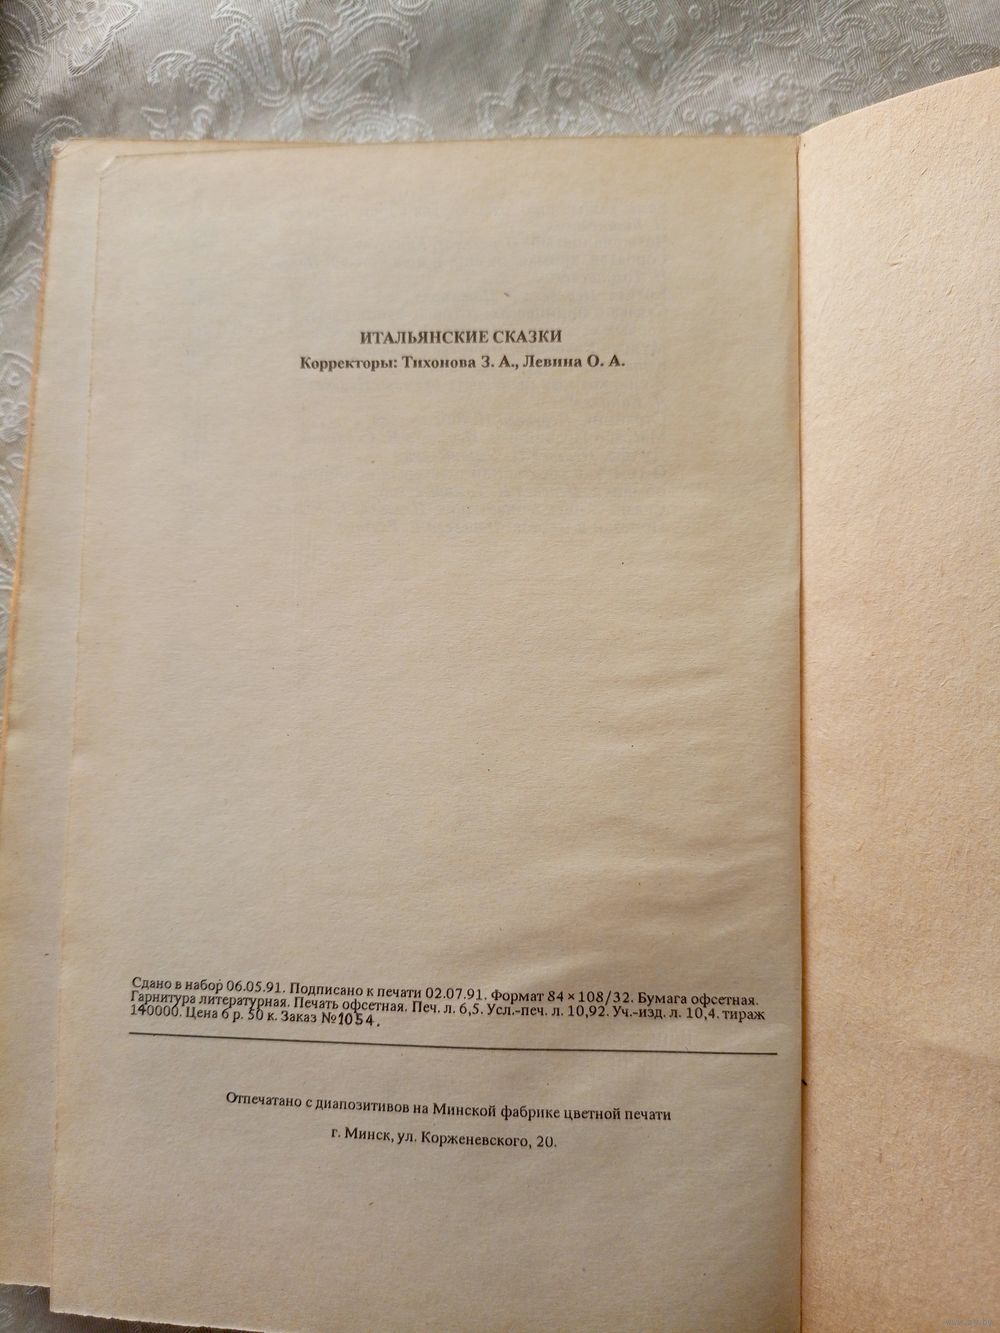 ИТАЛЬЯНСКИЕ СКАЗКИ
Корректоры: Тихонова З. А., Левина О. А.
Сдано в набор 06.05.91. Подписано к печати 02.07.91. Формат 84 × 108/32. Бумага офсетная.
Гарнитура литературная. Печать офсетная. Печ. л. 6,5. Усл.-печ. л. 10,92. Уч.-изд. л. 10,4. тираж
140000. Цена 6 р. 50 к. Заказ №1054.
Отпечатано с диапозитивов на Минской фабрике цветной печати
г. Минск, ул. Корженевского, 20.